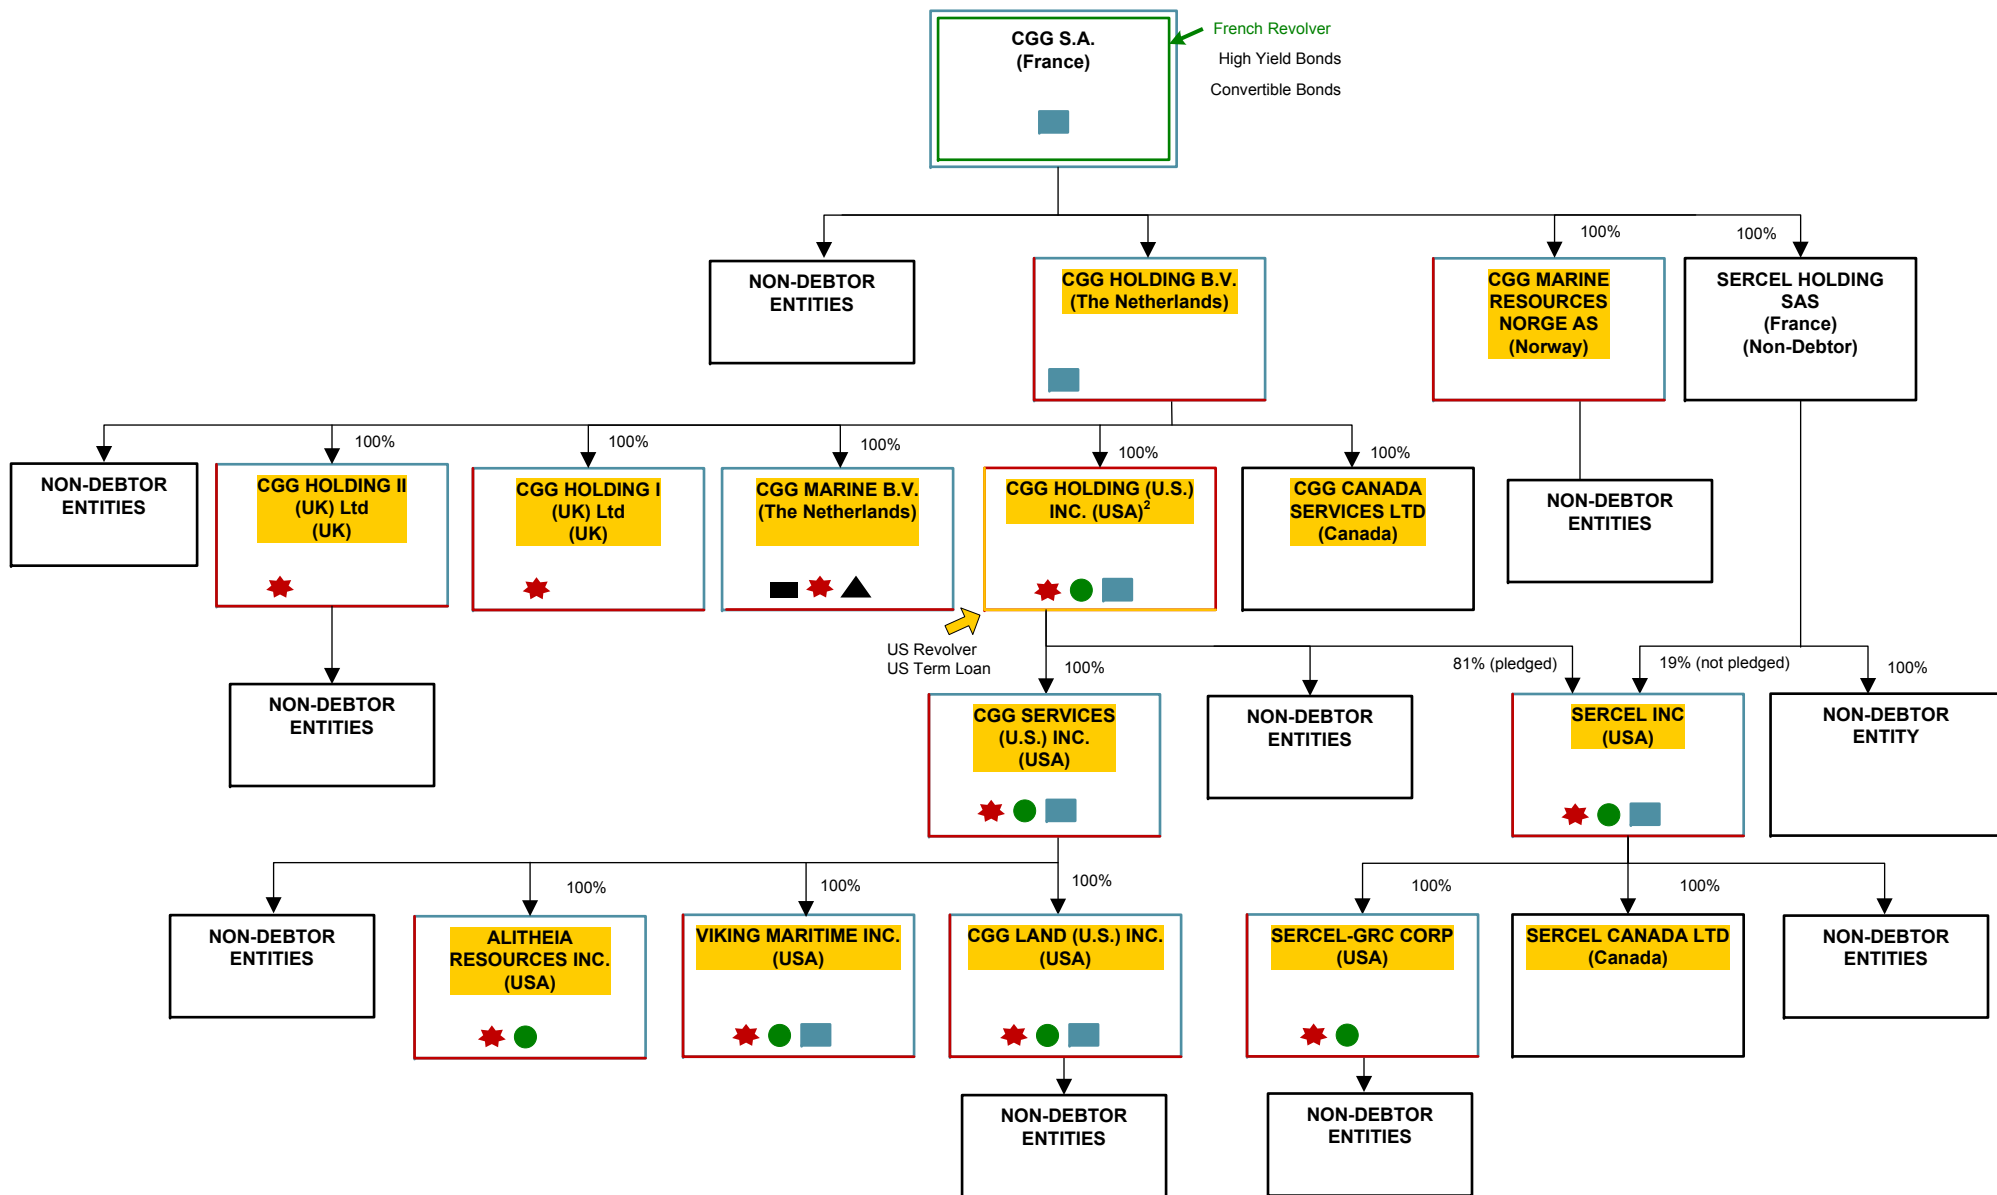 CGG S.A.
(France)
French Revolver
High Yield Bonds
Convertible Bonds
100%
100%
NON-DEBTOR
ENTITIES
CGG HOLDING B.V.
(The Netherlands)
CGG MARINE
RESOURCES
NORGE AS
(Norway)
SERCEL HOLDING
SAS
(France)
(Non-Debtor)
100%
100%
100%
100%
100%
NON-DEBTOR
ENTITIES
CGG HOLDING II
(UK) Ltd
(UK)
CGG HOLDING I
(UK) Ltd
(UK)
CGG MARINE B.V.
(The Netherlands)
CGG HOLDING (U.S.)
INC. (USA)2
CGG CANADA
SERVICES LTD
(Canada)
NON-DEBTOR
ENTITIES
US Revolver
US Term Loan
100%
81% (pledged)
19% (not pledged)
100%
NON-DEBTOR
ENTITIES
CGG SERVICES
(U.S.) INC.
(USA)
NON-DEBTOR
ENTITIES
SERCEL INC
(USA)
NON-DEBTOR
ENTITY
100%
100%
100%
100%
100%
NON-DEBTOR
ENTITIES
ALITHEIA
RESOURCES INC.
(USA)
VIKING MARITIME INC.
(USA)
CGG LAND (U.S.) INC.
(USA)
SERCEL-GRC CORP
(USA)
SERCEL CANADA LTD
(Canada)
NON-DEBTOR
ENTITIES
NON-DEBTOR
ENTITIES
NON-DEBTOR
ENTITIES